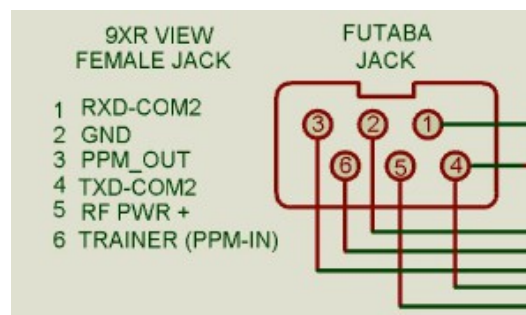 9XR VIEW
FEMALE JACK
1 RXD-COM2
2 GND
3 PPM_OUT
4 TXD-COM2
5 RF PWR +
6 TRAINER (PPM-IN)
FUTABA
JACK
3 2 1
6 5 4